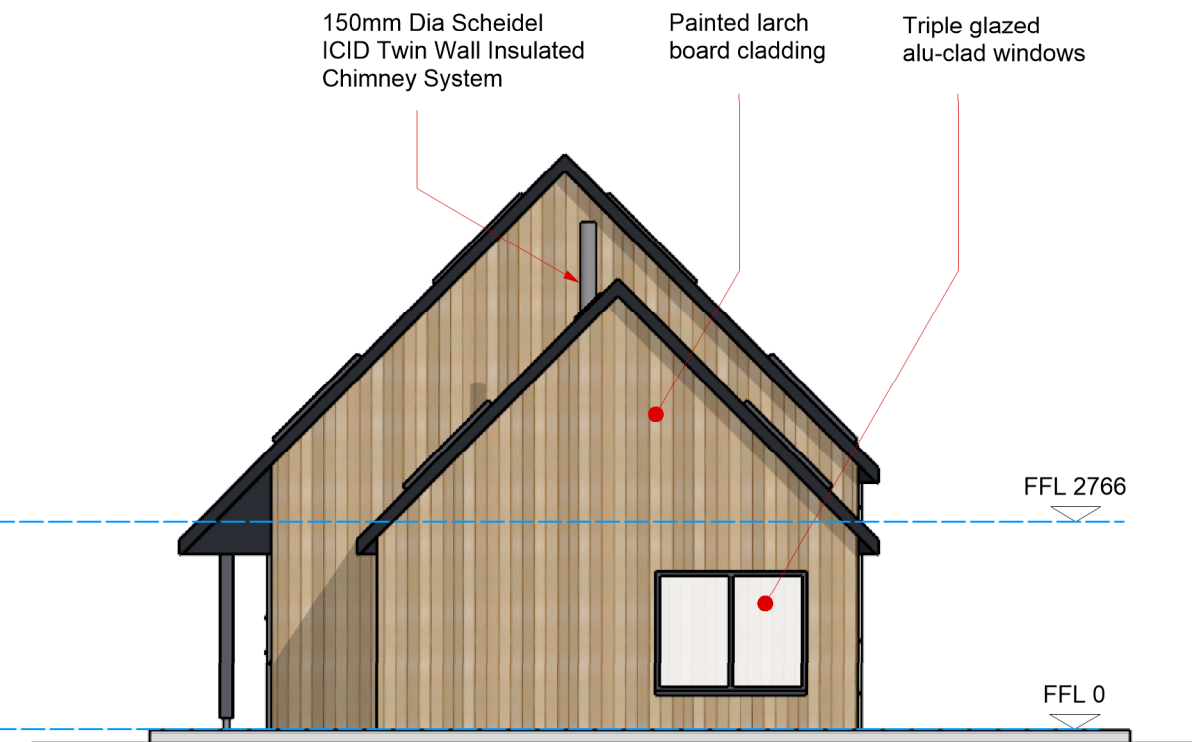 150mm Dia Scheidel
ICID Twin Wall Insulated
Chimney System
Painted larch
board cladding
Triple glazed
alu-clad windows
FFL 2766
FFL 0